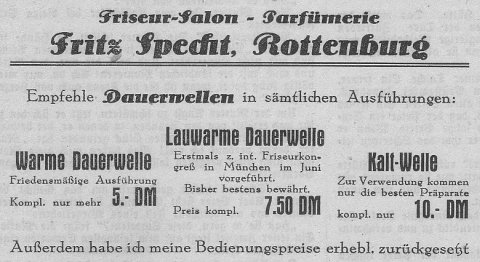 Friseur-Salon - Parfümerie
Fritz Specht, Rottenburg
Empfehle Dauerwellen in sämtlichen Ausführungen:
Warme Dauerwelle
Friedensmäßige Ausführung
Kompl. nur mehr 5.- DM
Lauwarme Dauerwelle
Erstmals z. int. Friseurkon-
greß in München im Juni
vorgeführt.
Bisher bestens bewährt.
Preis kompl. 7.50 DM
Kalt-Welle
Zur Verwendung kommen
nur die besten Präparate
kompl. nur 10.- DM
Außerdem habe ich meine Bedienungspreise erhebl. zurückgesetzt